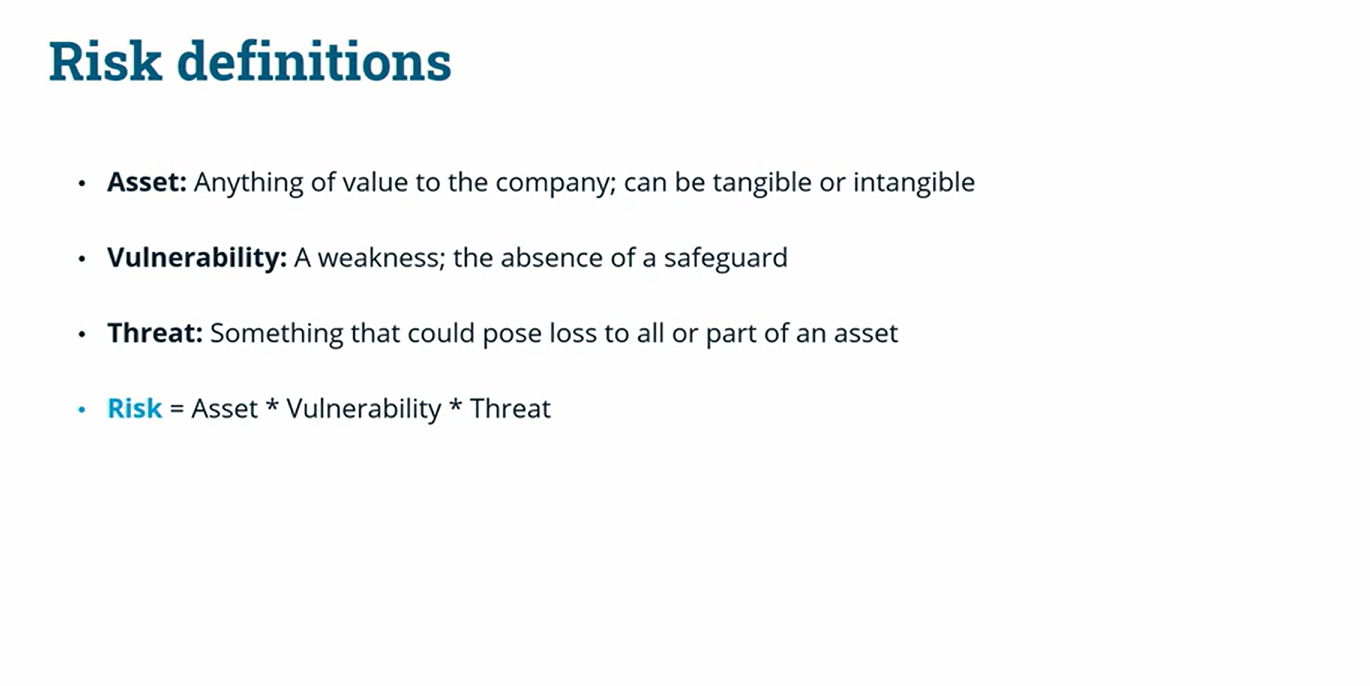 Risk definitions
• Asset: Anything of value to the company; can be tangible or intangible
• Vulnerability: A weakness; the absence of a safeguard
• Threat: Something that could pose loss to all or part of an asset
• Risk = Asset * Vulnerability * Threat